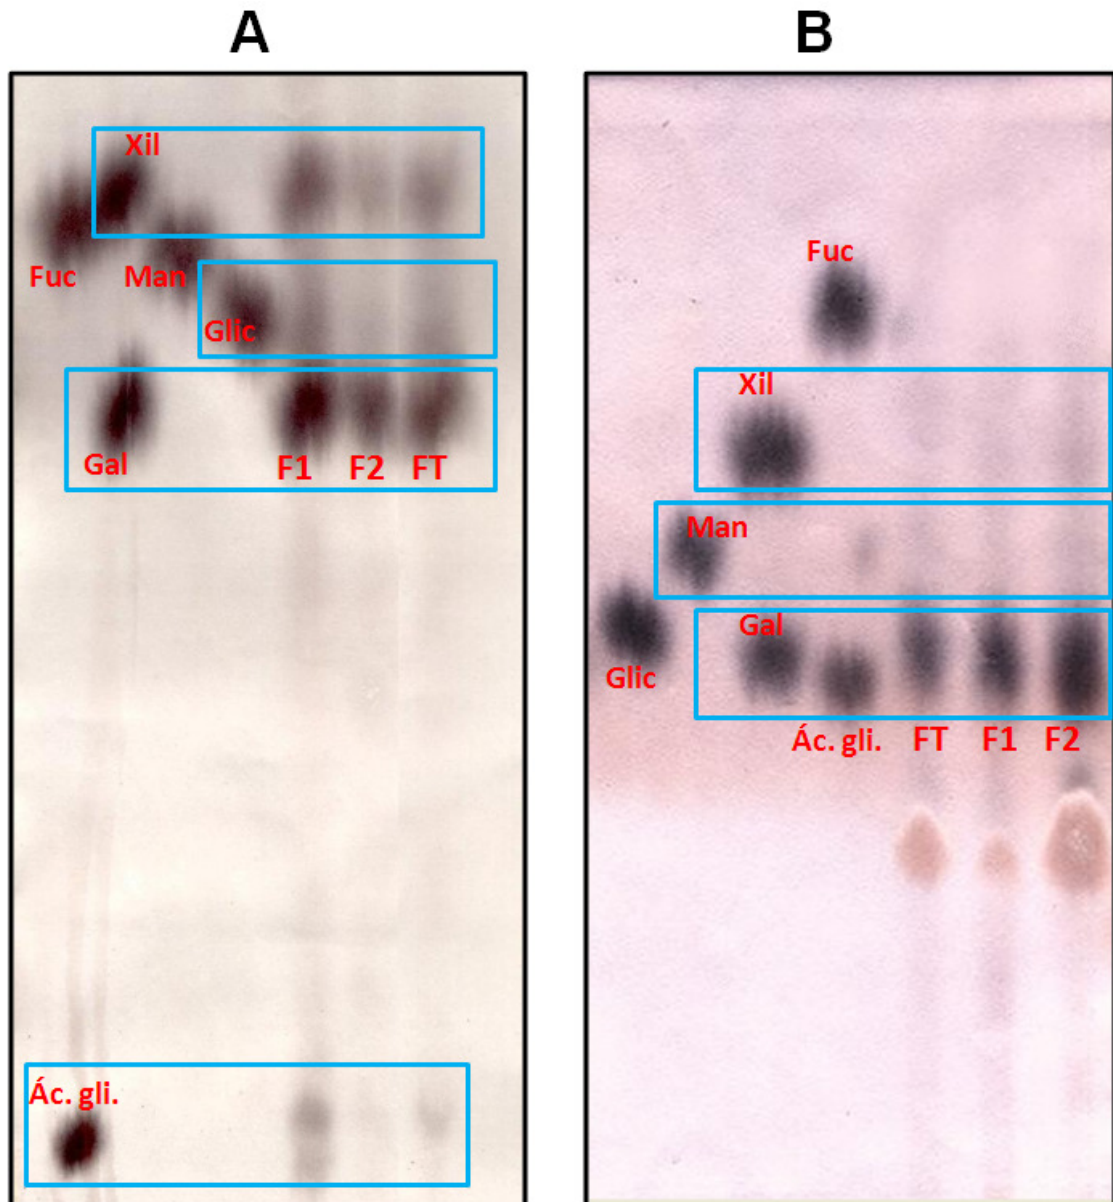 A
B
Xil
Fuc
Man
Glic
Gal
F1
F2
FT
Ác. gli.
Fuc
Xil
Man
Gal
Glic
Ác. gli.
FT
F1
F2